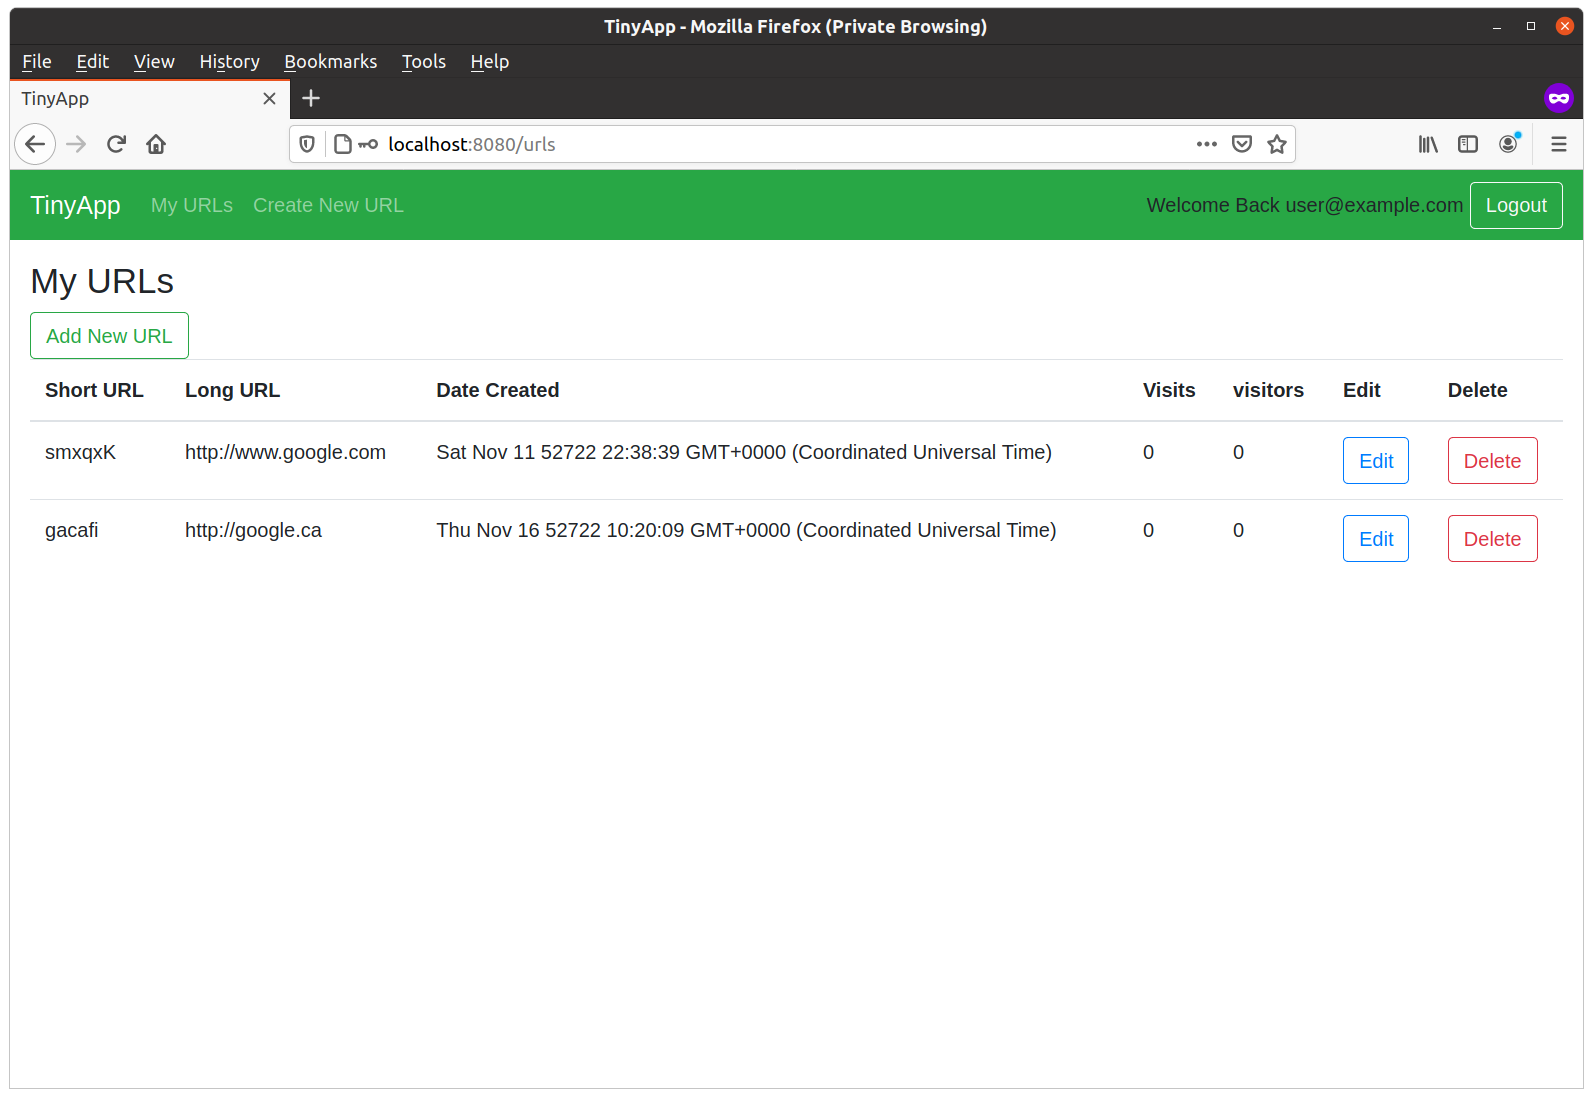 TinyApp - Mozilla Firefox (Private Browsing)
File Edit View History Bookmarks Tools Help
TinyApp
localhost:8080/urls
TinyApp My URLs Create New URL Welcome Back user@example.com Logout
My URLs
Add New URL
Short URL Long URL Date Created Visits visitors Edit Delete
smxqxK http://www.google.com Sat Nov 11 52722 22:38:39 GMT+0000 (Coordinated Universal Time) 0 0 Edit Delete
gacafi http://google.ca Thu Nov 16 52722 10:20:09 GMT+0000 (Coordinated Universal Time) 0 0 Edit Delete